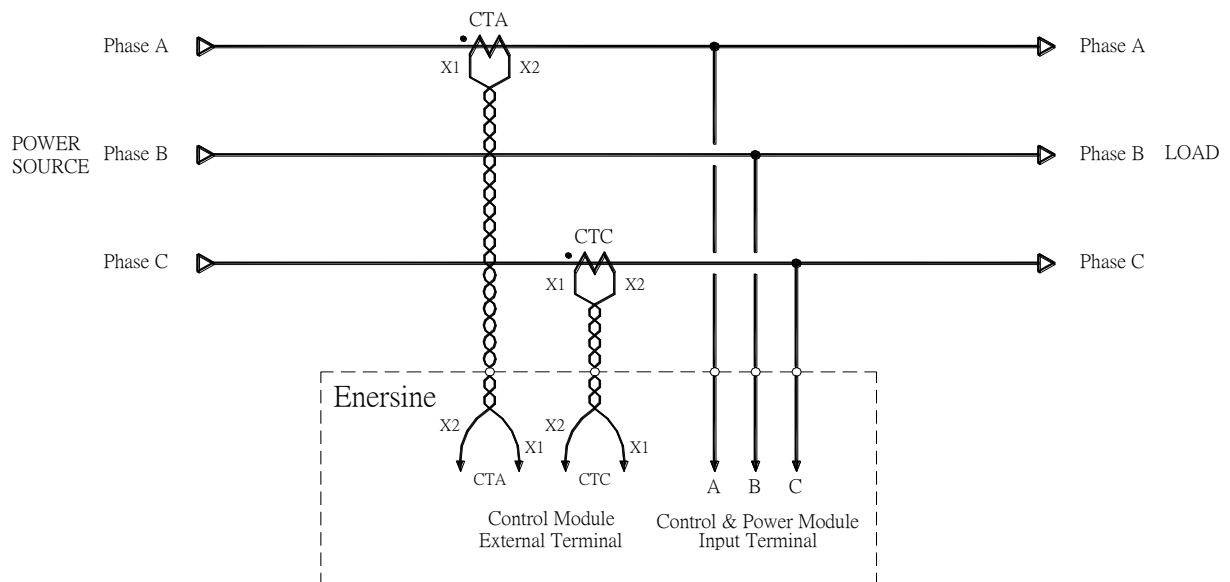 CTA
Phase A
Phase A
X1
X2
POWER
SOURCE
Phase B
Phase B
LOAD
CTC
Phase C
Phase C
X1
X2
Enersine
X2
X1
X2
X1
CTA
CTC
A
B
C
Control Module
External Terminal
Control & Power Module
Input Terminal